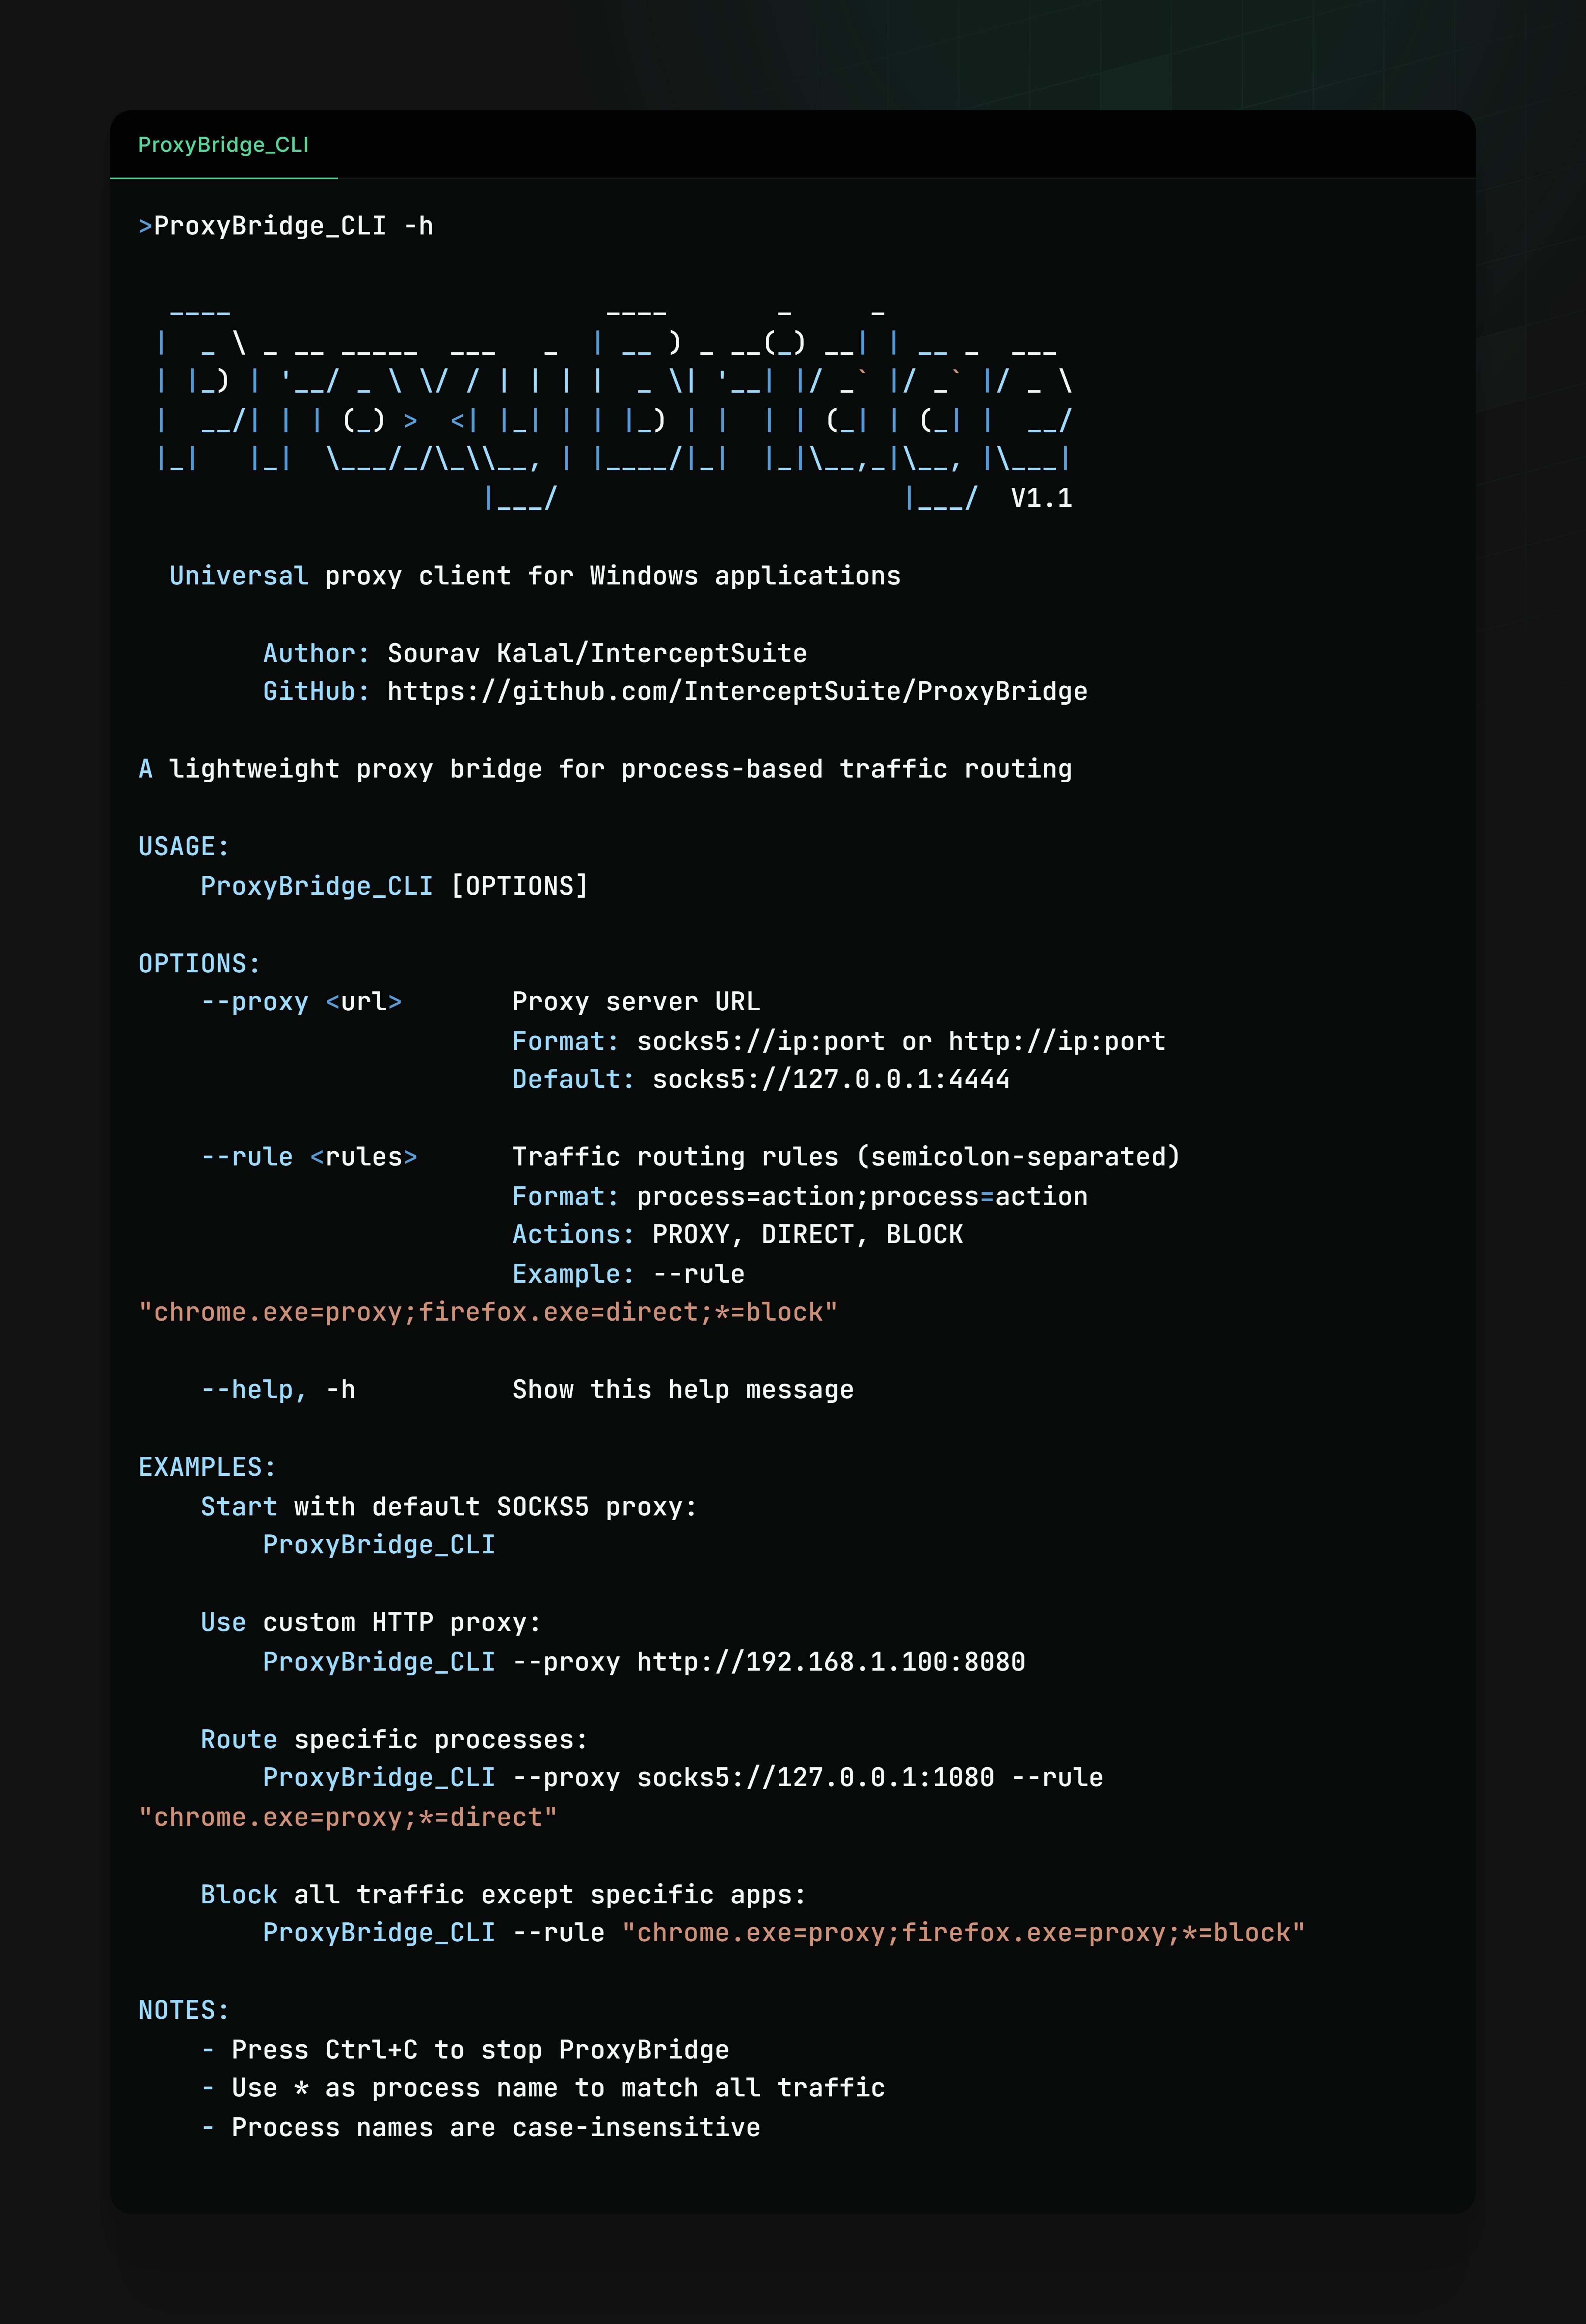 ProxyBridge_CLI
>ProxyBridge_CLI -h
  ____                        ____       _     _
 |  _ \ _ __ _____  ___   _  | __ ) _ __(_) __| | __ _  ___
 | |_) | '__/ _ \ \/ / | | | |  _ \| '__| |/ _` |/ _` |/ _ \
 |  __/| | | (_) >  <| |_| | | |_) | |  | | (_| | (_| |  __/
 |_|   |_|  \___/_/\_\\__, | |____/|_|  |_|\__,_|\__, |\___|
                      |___/                      |___/  V1.1
  Universal proxy client for Windows applications
        Author: Sourav Kalal/InterceptSuite
        GitHub: https://github.com/InterceptSuite/ProxyBridge
A lightweight proxy bridge for process-based traffic routing
USAGE:
    ProxyBridge_CLI [OPTIONS]
OPTIONS:
    --proxy <url>       Proxy server URL
                        Format: socks5://ip:port or http://ip:port
                        Default: socks5://127.0.0.1:4444
    --rule <rules>      Traffic routing rules (semicolon-separated)
                        Format: process=action;process=action
                        Actions: PROXY, DIRECT, BLOCK
                        Example: --rule
"chrome.exe=proxy;firefox.exe=direct;*=block"
    --help, -h          Show this help message
EXAMPLES:
    Start with default SOCKS5 proxy:
        ProxyBridge_CLI
    Use custom HTTP proxy:
        ProxyBridge_CLI --proxy http://192.168.1.100:8080
    Route specific processes:
        ProxyBridge_CLI --proxy socks5://127.0.0.1:1080 --rule
"chrome.exe=proxy;*=direct"
    Block all traffic except specific apps:
        ProxyBridge_CLI --rule "chrome.exe=proxy;firefox.exe=proxy;*=block"
NOTES:
    - Press Ctrl+C to stop ProxyBridge
    - Use * as process name to match all traffic
    - Process names are case-insensitive